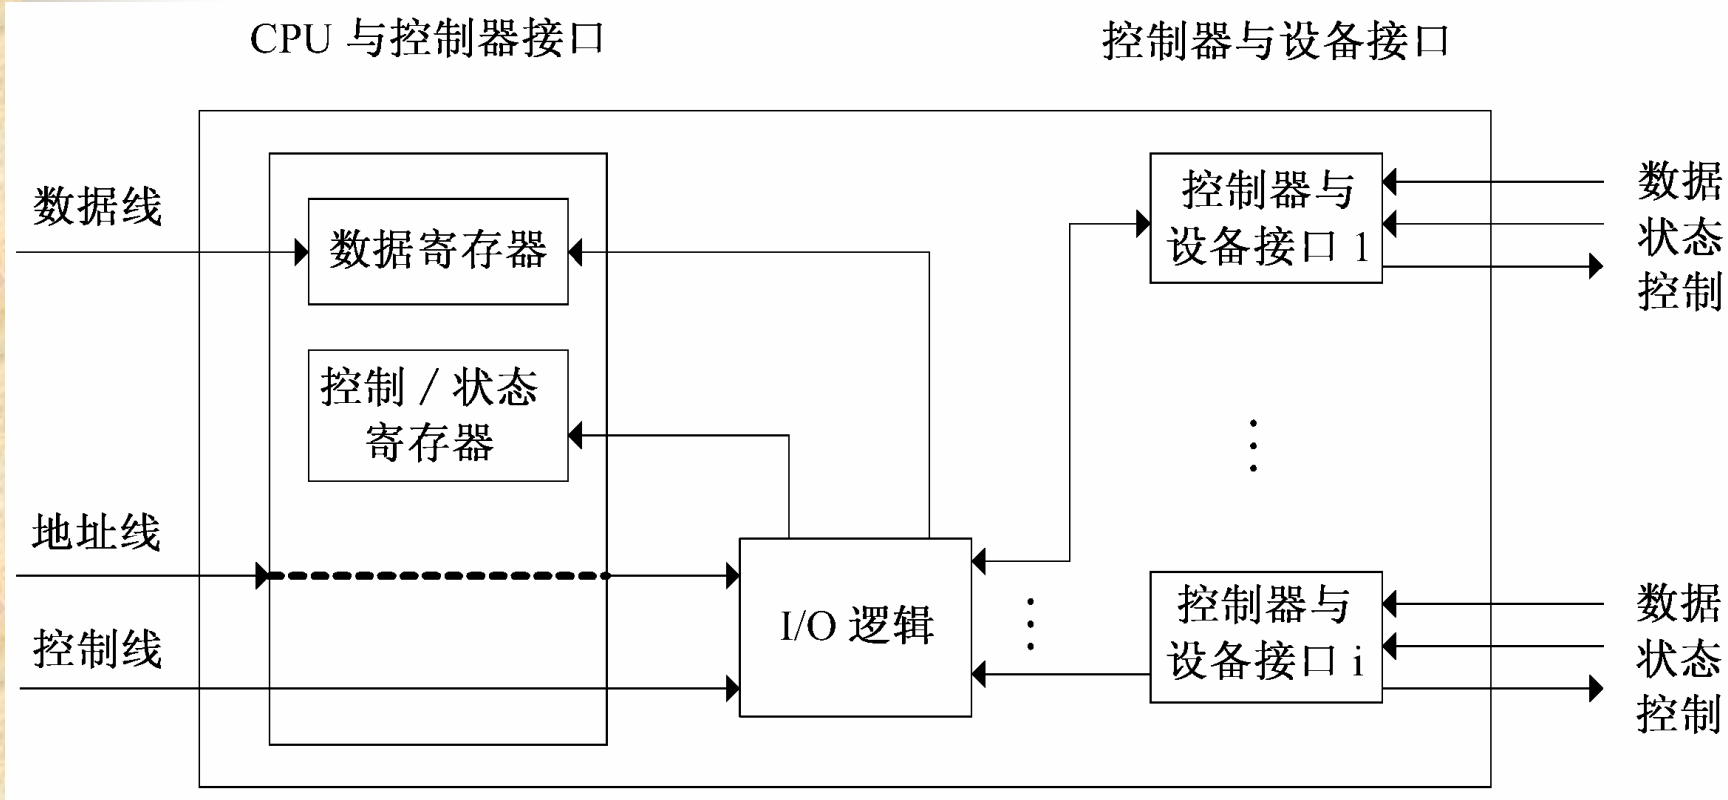 CPU 与控制器接口
控制器与设备接口
数据线
数据寄存器
控制 / 状态
寄存器
地址线
控制线
I/O 逻辑
控制器与
设备接口 1
数据
状态
控制
控制器与
设备接口 i
数据
状态
控制